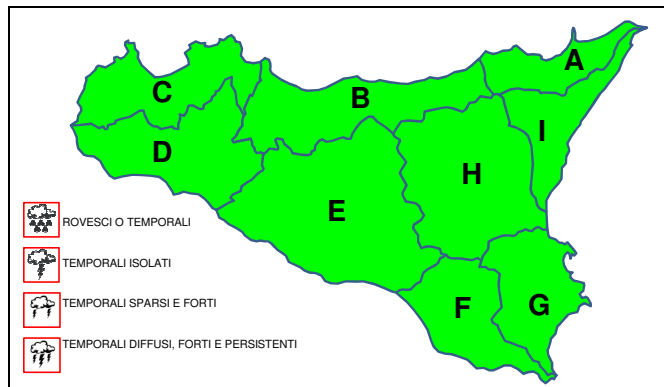 A
C
B
I
D
H
E
ROVESCI O TEMPORALI
TEMPORALI ISOLATI
F
G
TEMPORALI SPARSI E FORTI
TEMPORALI DIFFUSI, FORTI E PERSISTENTI